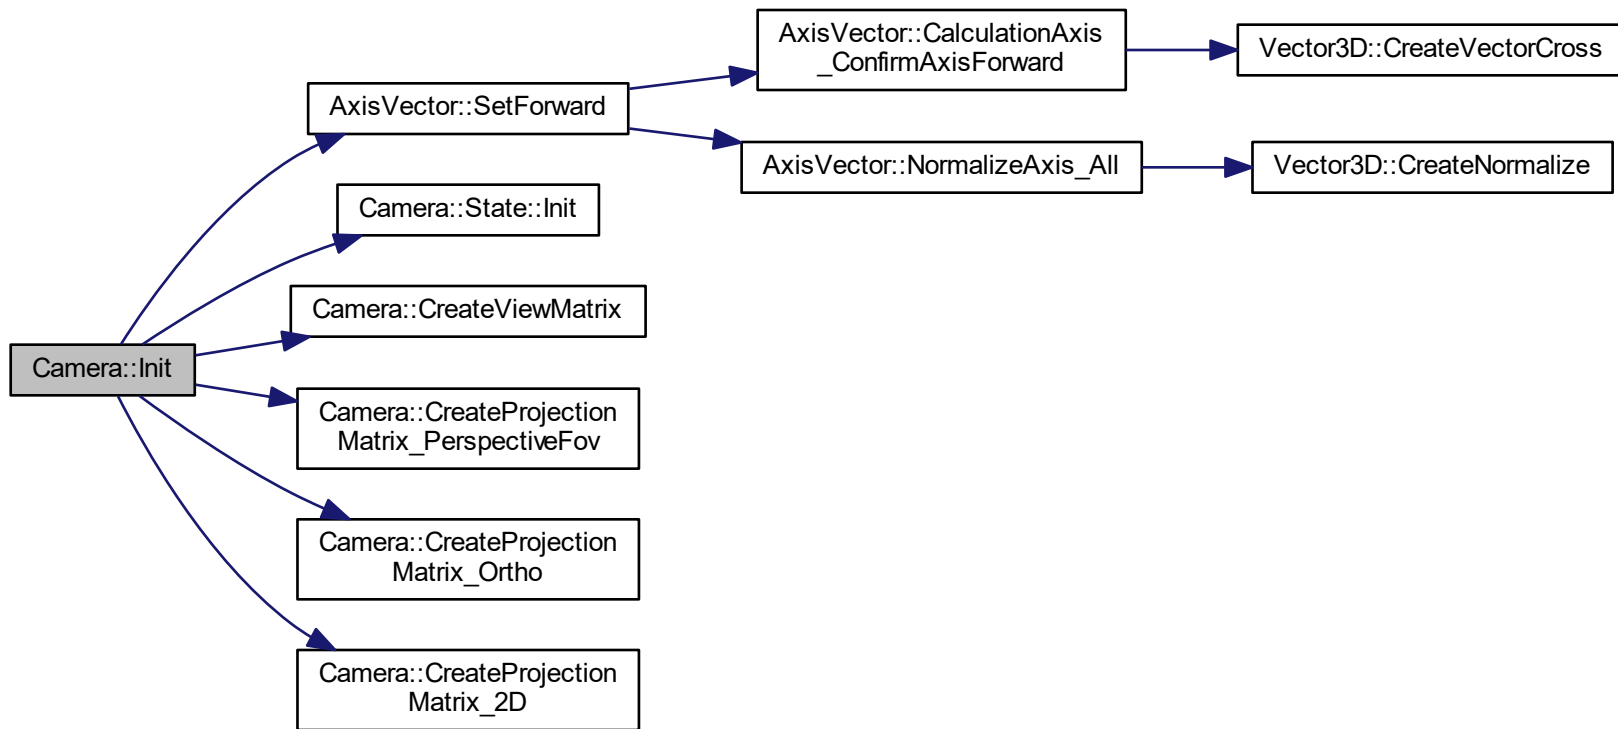 AxisVector::CalculationAxis
_ConfirmAxisForward
Vector3D::CreateVectorCross
AxisVector::SetForward
AxisVector::NormalizeAxis_All
Vector3D::CreateNormalize
Camera::State::Init
Camera::CreateViewMatrix
Camera::Init
Camera::CreateProjection
Matrix_PerspectiveFov
Camera::CreateProjection
Matrix_Ortho
Camera::CreateProjection
Matrix_2D